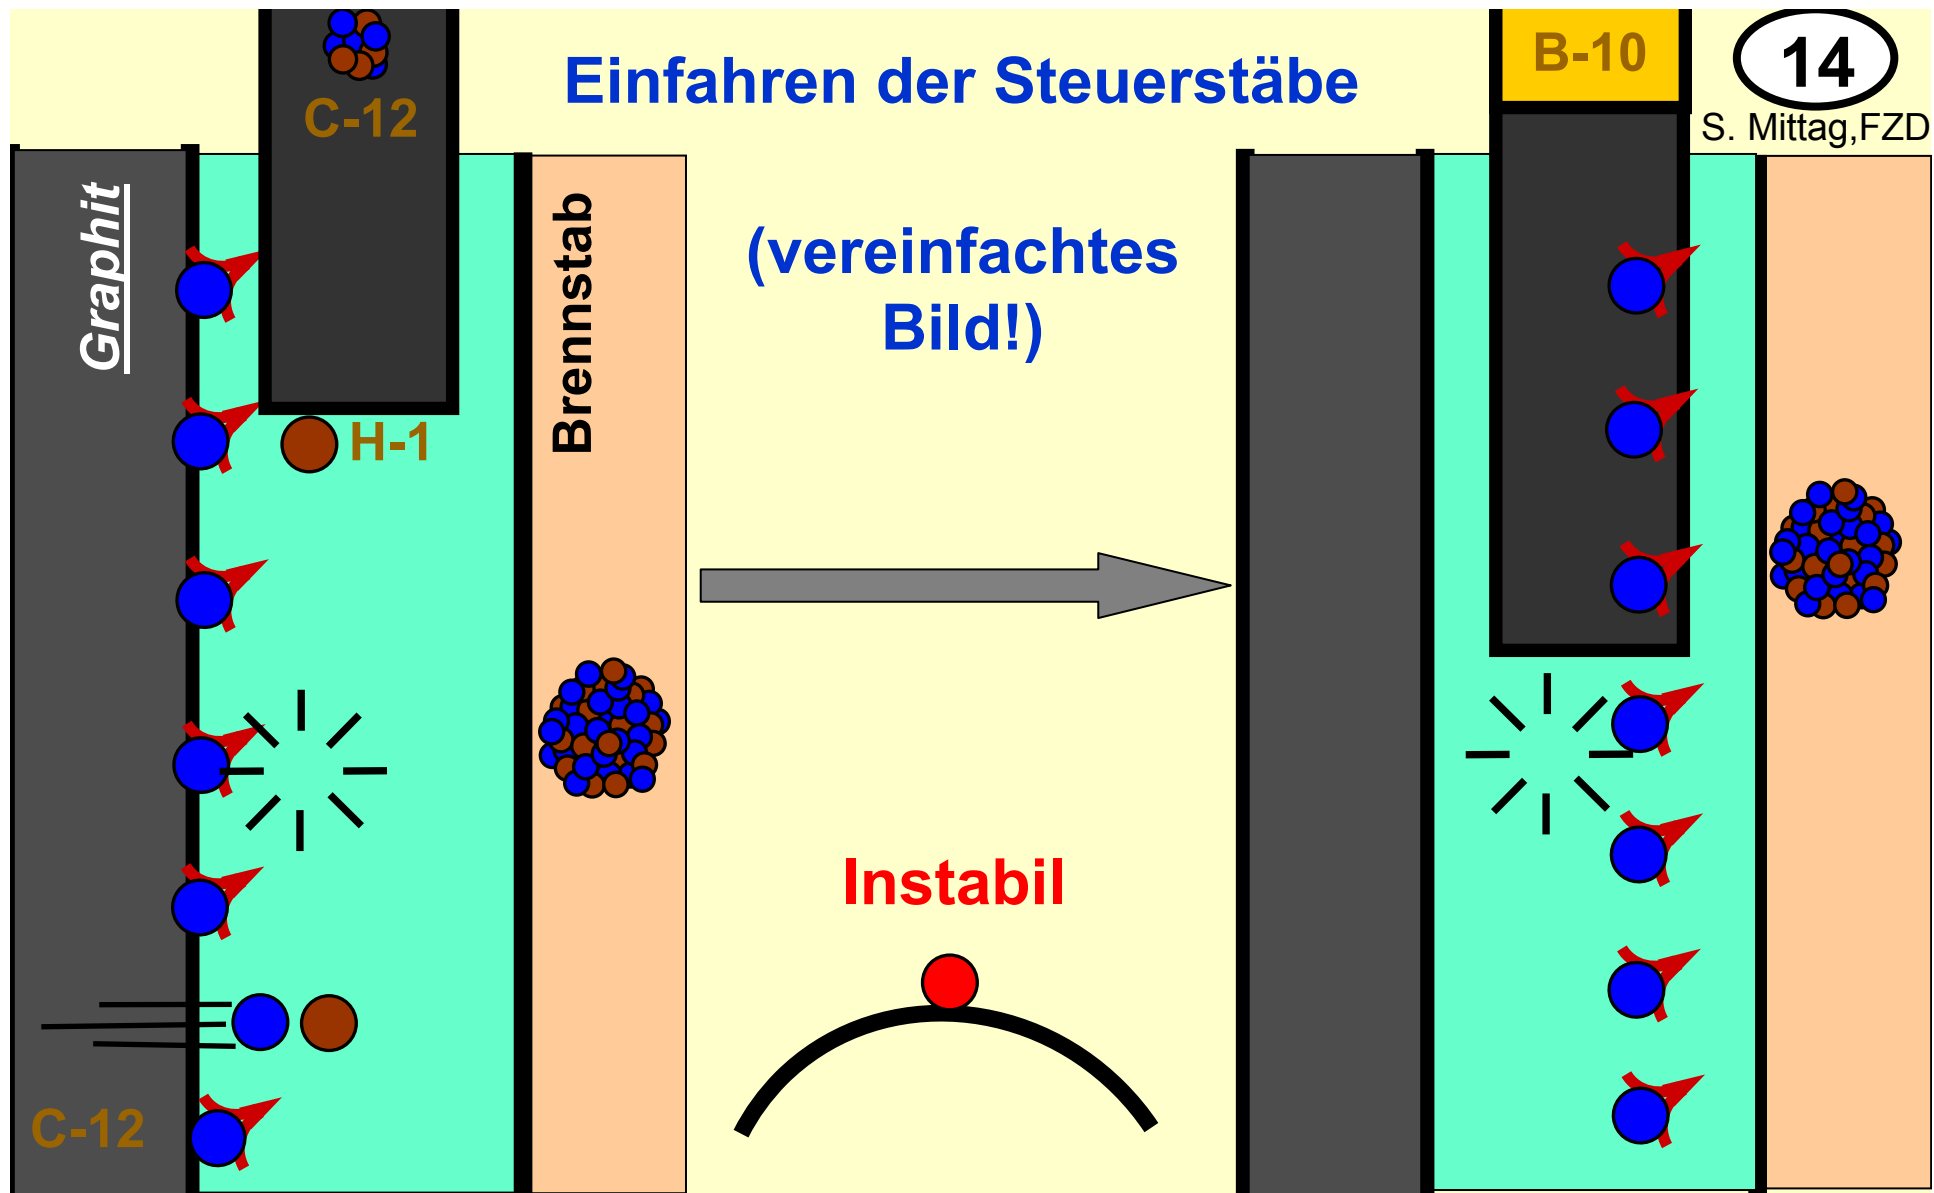 Einfahren der Steuerstäbe
B-10
14
S. Mittag,FZD
C-12
Graphit
Brennstab
(vereinfachtes
Bild!)
H-1
Instabil
C-12